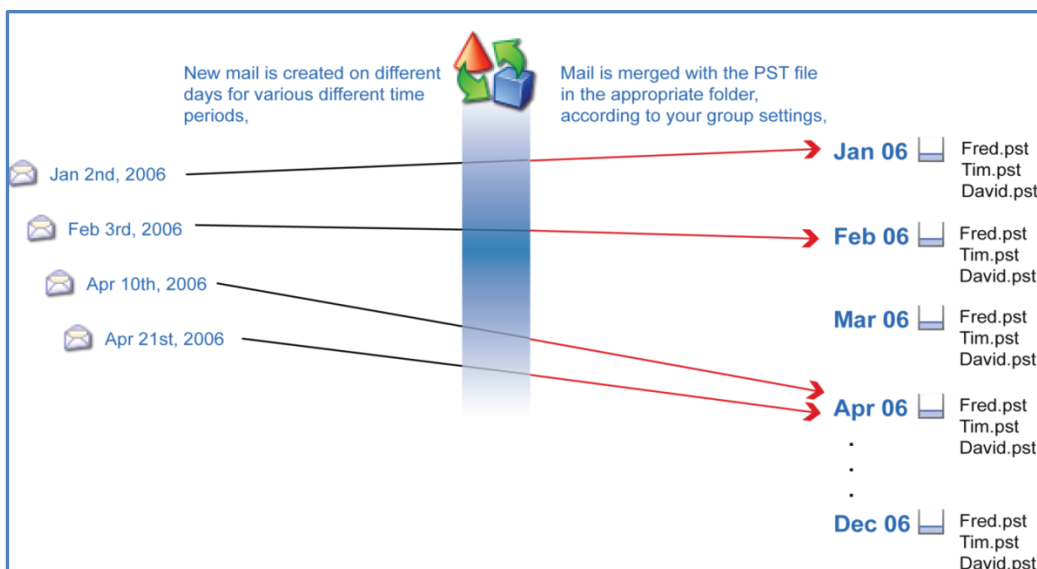 New mail is created on different
days for various different time
periods,
Mail is merged with the PST file
in the appropriate folder,
according to your group settings,
Jan 2nd, 2006
Feb 3rd, 2006
Apr 10th, 2006
Apr 21st, 2006
Jan 06
Fred.pst
Tim.pst
David.pst
Feb 06
Fred.pst
Tim.pst
David.pst
Mar 06
Fred.pst
Tim.pst
David.pst
Apr 06
Fred.pst
Tim.pst
David.pst
Dec 06
Fred.pst
Tim.pst
David.pst